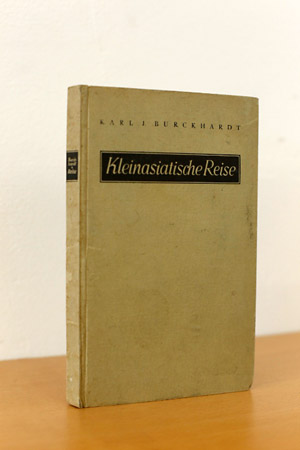 KARL J. BURCKHARDT
Kleinasiatische Reise